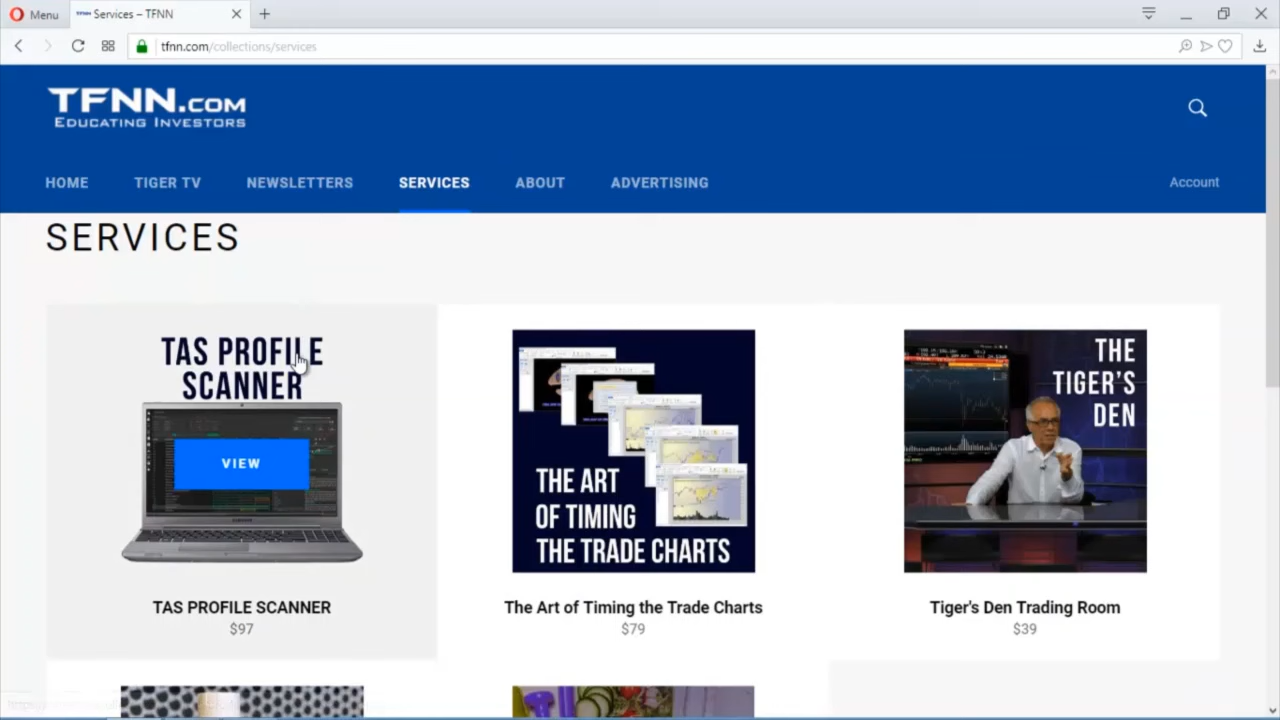 Menu
Services – TFNN
tfnn.com/collections/services
TFNN.COM
EDUCATING INVESTORS
HOME
TIGER TV
NEWSLETTERS
SERVICES
ABOUT
ADVERTISING
Account
SERVICES
TAS PROFILE
SCANNER
VIEW
TAS PROFILE SCANNER
$97
THE ART
OF TIMING
THE TRADE CHARTS
The Art of Timing the Trade Charts
$79
THE
TIGER'S
DEN
Tiger's Den Trading Room
$39